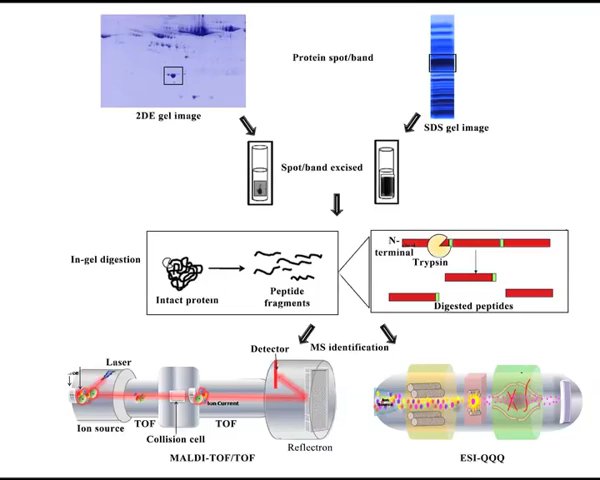 Protein spot/band
2DE gel image
SDS gel image
Spot/band excised
In-gel digestion
Intact protein
Peptide
fragments
N-
terminal
Trypsin
Digested peptides
MS identification
Detector
Laser
Ion source
TOF
Collision cell
Ion Current
TOF
Reflectron
MALDI-TOF/TOF
ESI-QQQ